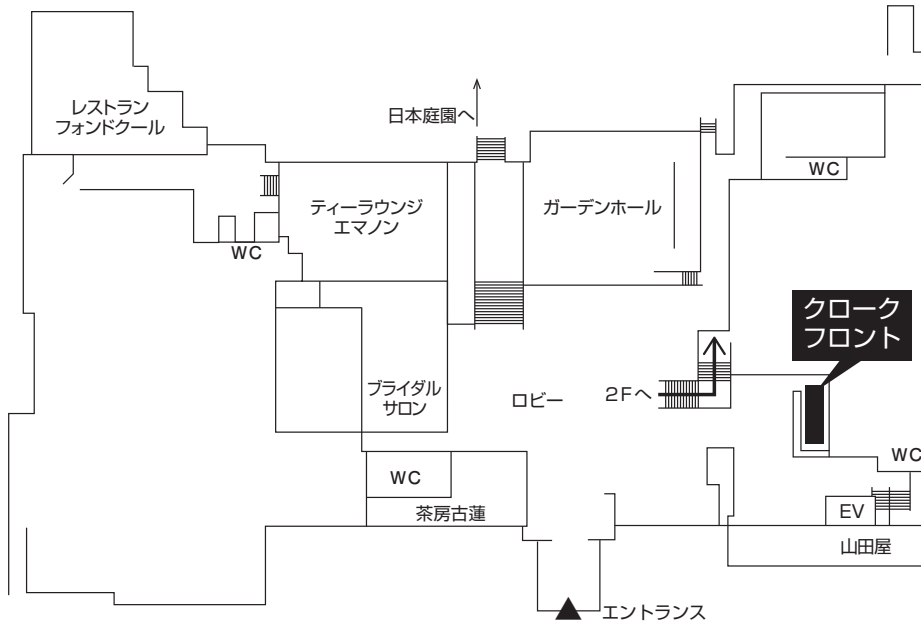 レストラン
フォンドクール
日本庭園へ
WC
ティーラウンジ
エマノン
ガーデンホール
WC
クローク
フロント
ブライダル
サロン
ロビー
2Fへ
WC
WC
茶房古蓮
EV
山田屋
エントランス